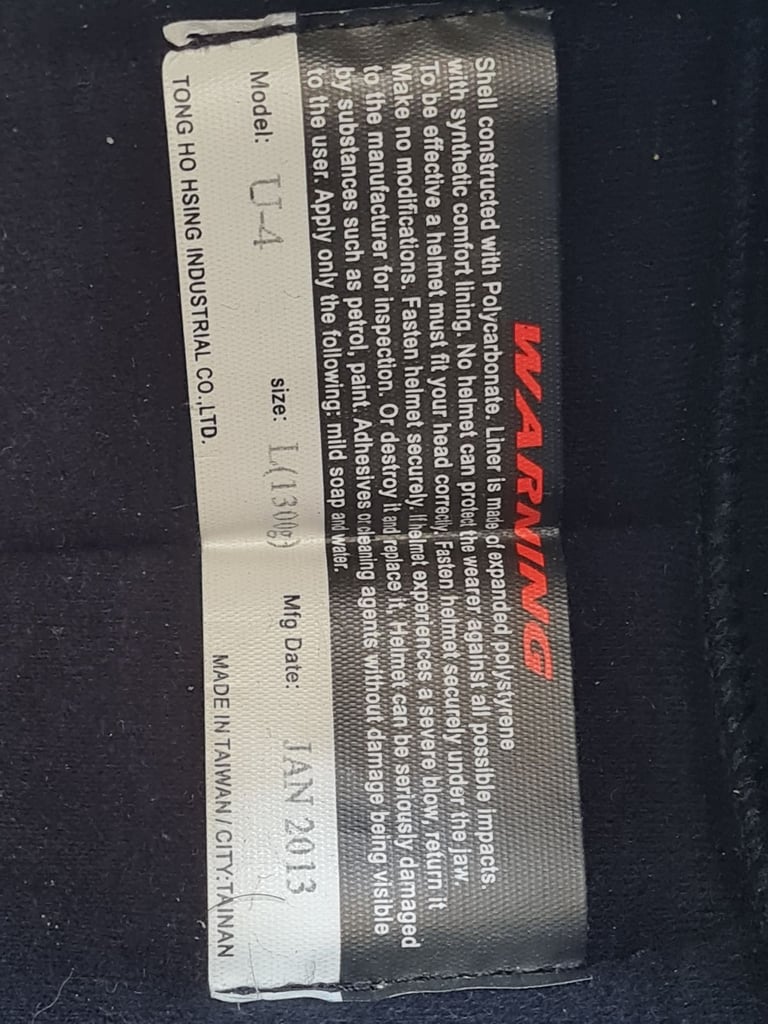 WARNING
Shell constructed with Polycarbonate. Liner is made of expanded polystyrene
with synthetic comfort lining. No helmet can protect the wearer against all possible impacts.
To be effective a helmet must fit your head correctly. Fasten helmet securely under the jaw.
Make no modifications. Fasten helmet securely. If helmet experiences a severe blow, return it
to the manufacturer for inspection. Or destroy it and replace it, Helmet can be seriously damaged
by substances such as petrol, paint. Adhesives or cleaning agents without damage being visible
to the user. Apply only the following: mild soap and water.
Model: U-4 size: L(1300g) Mfg Date: JAN 2013
TONG HO HSING INDUSTRIAL CO.,LTD. MADE IN TAIWAN / CITY:TAINAN